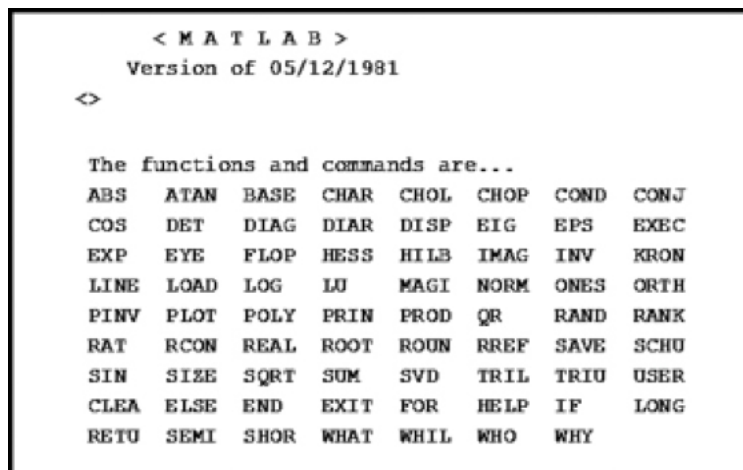 < M A T L A B >
Version of 05/12/1981
<>
The functions and commands are...
ABS ATAN BASE CHAR CHOL CHOP COND CONJ
COS DET DIAG DIAR DISP EIG EPS EXEC
EXP EYE FLOP HESS HILB IMAG INV KRON
LINE LOAD LOG LU MAGI NORM ONES ORTH
PINV PLOT POLY PRIN PROD QR RAND RANK
RAT RCON REAL ROOT ROUN RREF SAVE SCHU
SIN SIZE SQRT SUM SVD TRIL TRIU USER
CLEA ELSE END EXIT FOR HELP IF LONG
RETU SEMI SHOR WHAT WHIL WHO WHY